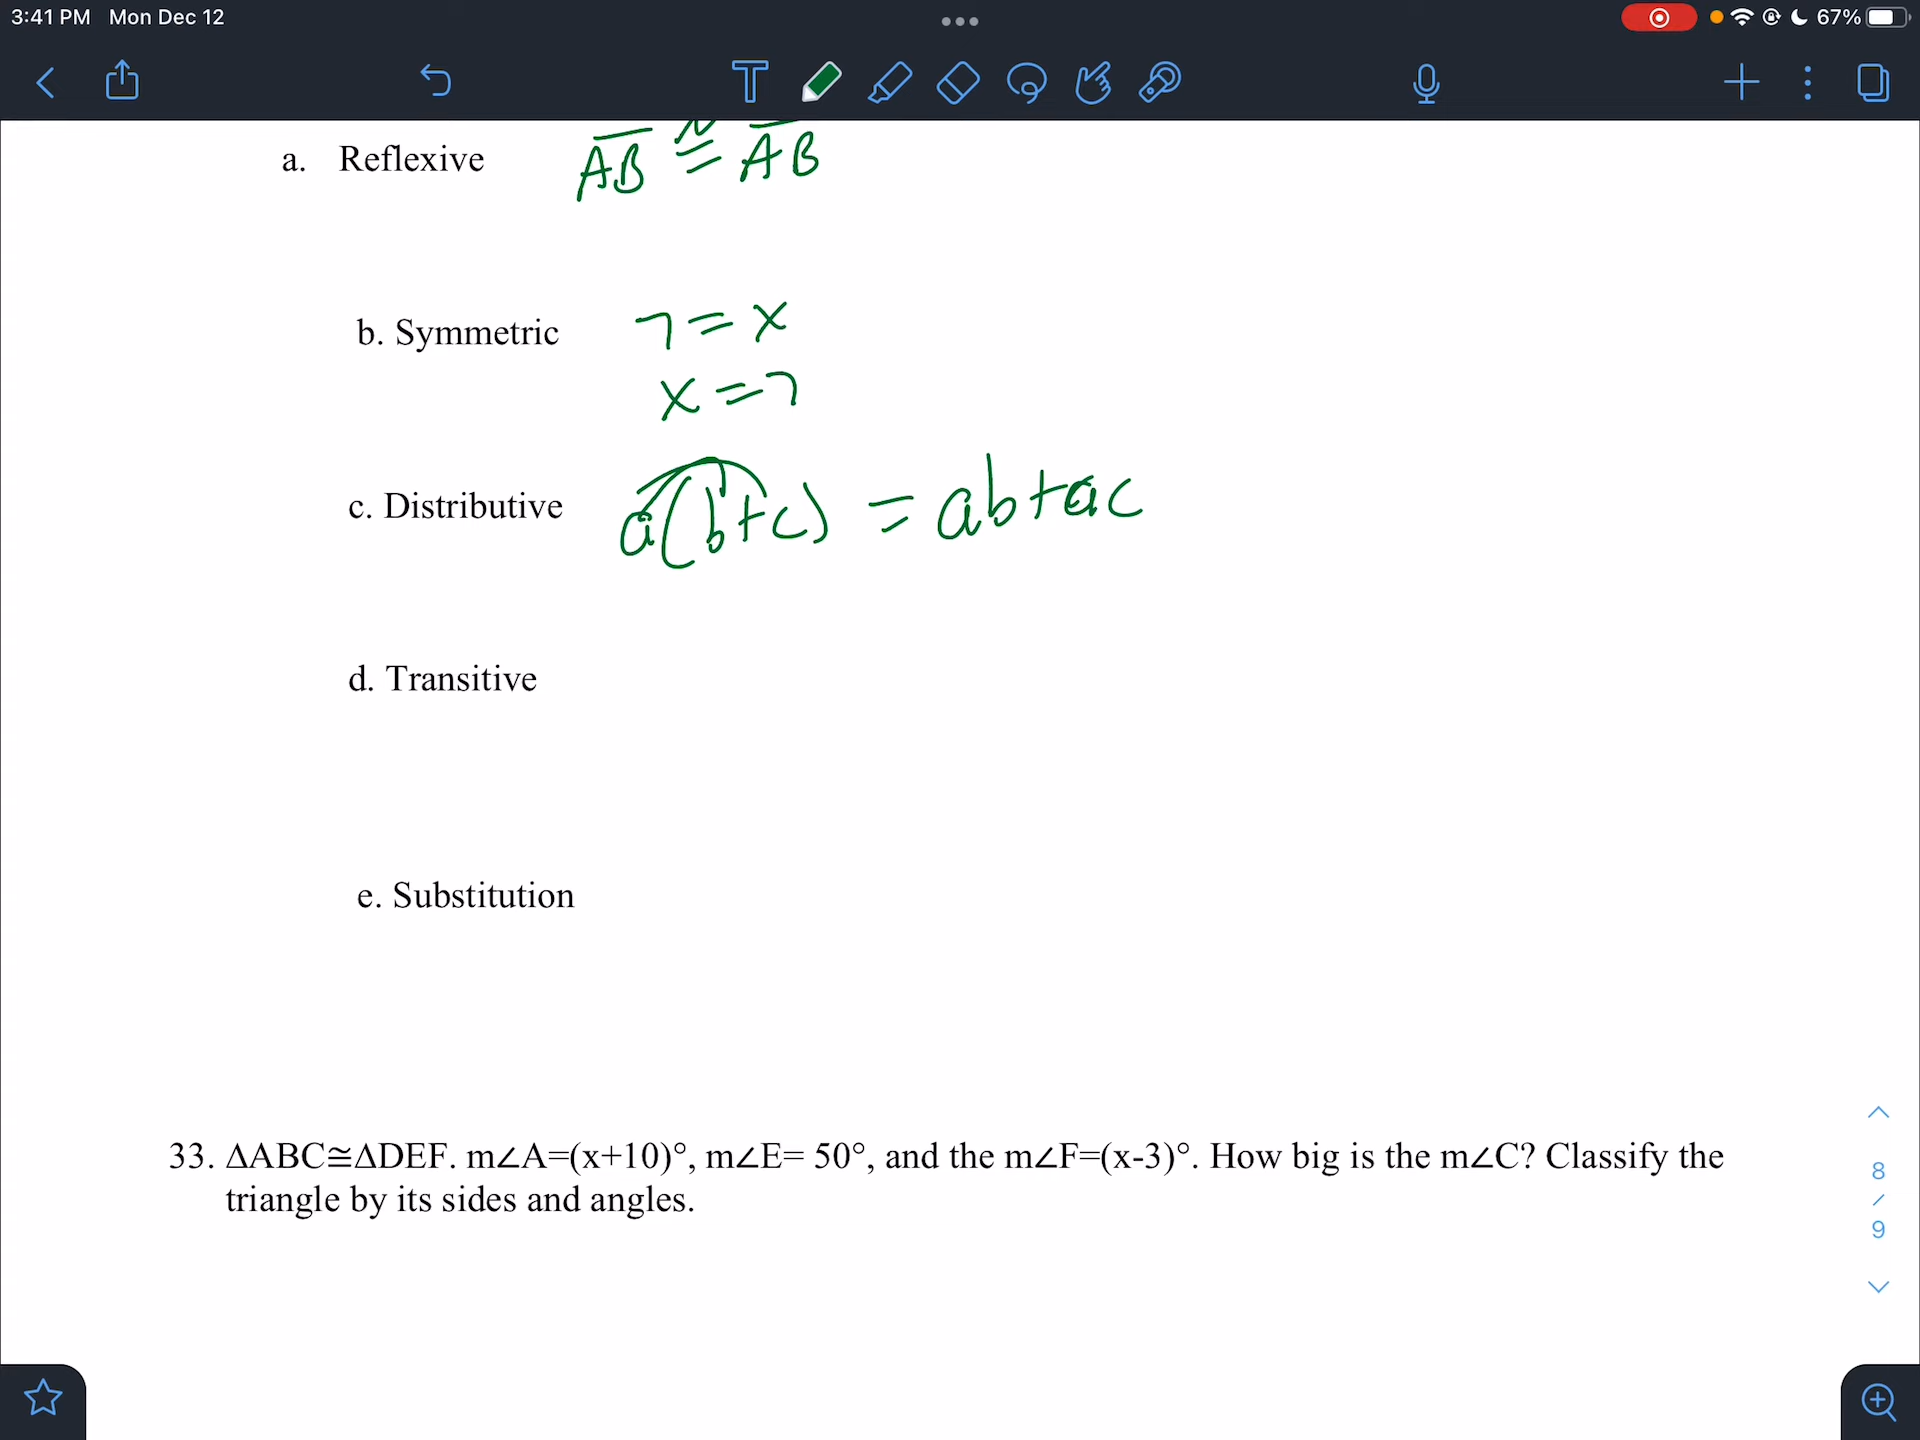 3:41 PM Mon Dec 12
67%
a. Reflexive AB ≅ AB
b. Symmetric 7 = x
x = 7
c. Distributive a(b+c) = ab+ac
d. Transitive
e. Substitution
33. ΔABC≅ΔDEF. m∠A=(x+10)°, m∠E= 50°, and the m∠F=(x-3)°. How big is the m∠C? Classify the
triangle by its sides and angles.
8
/
9